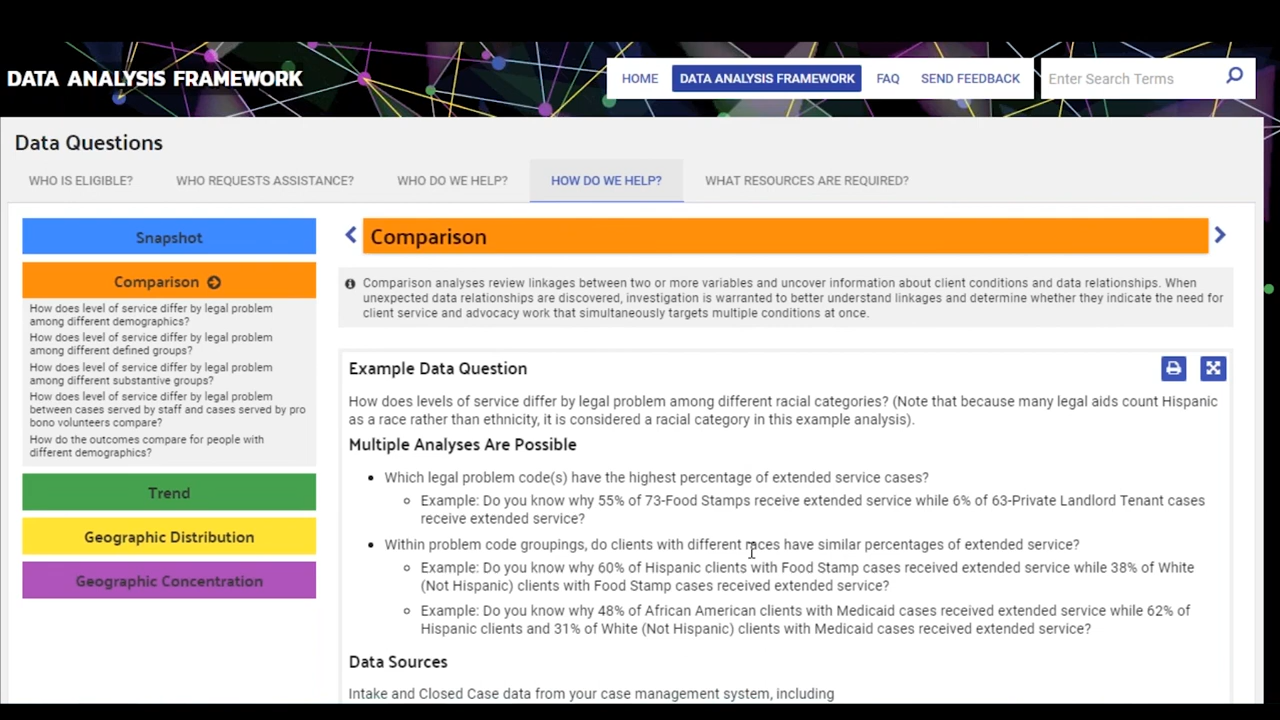 DATA ANALYSIS FRAMEWORK
HOME
DATA ANALYSIS FRAMEWORK
FAQ
SEND FEEDBACK
Enter Search Terms
Data Questions
WHO IS ELIGIBLE?
WHO REQUESTS ASSISTANCE?
WHO DO WE HELP?
HOW DO WE HELP?
WHAT RESOURCES ARE REQUIRED?
Snapshot
Comparison
How does level of service differ by legal problem
among different demographics?
How does level of service differ by legal problem
among different defined groups?
How does level of service differ by legal problem
among different substantive groups?
How does level of service differ by legal problem
between cases served by staff and cases served by pro
bono volunteers compare?
How do the outcomes compare for people with
different demographics?
Trend
Geographic Distribution
Geographic Concentration
Comparison
Comparison analyses review linkages between two or more variables and uncover information about client conditions and data relationships. When
unexpected data relationships are discovered, investigation is warranted to better understand linkages and determine whether they indicate the need for
client service and advocacy work that simultaneously targets multiple conditions at once.
Example Data Question
How does levels of service differ by legal problem among different racial categories? (Note that because many legal aids count Hispanic
as a race rather than ethnicity, it is considered a racial category in this example analysis).
Multiple Analyses Are Possible
Which legal problem code(s) have the highest percentage of extended service cases?
Example: Do you know why 55% of 73-Food Stamps receive extended service while 6% of 63-Private Landlord Tenant cases
receive extended service?
Within problem code groupings, do clients with different races have similar percentages of extended service?
Example: Do you know why 60% of Hispanic clients with Food Stamp cases received extended service while 38% of White
(Not Hispanic) clients with Food Stamp cases received extended service?
Example: Do you know why 48% of African American clients with Medicaid cases received extended service while 62% of
Hispanic clients and 31% of White (Not Hispanic) clients with Medicaid cases received extended service?
Data Sources
Intake and Closed Case data from your case management system, including